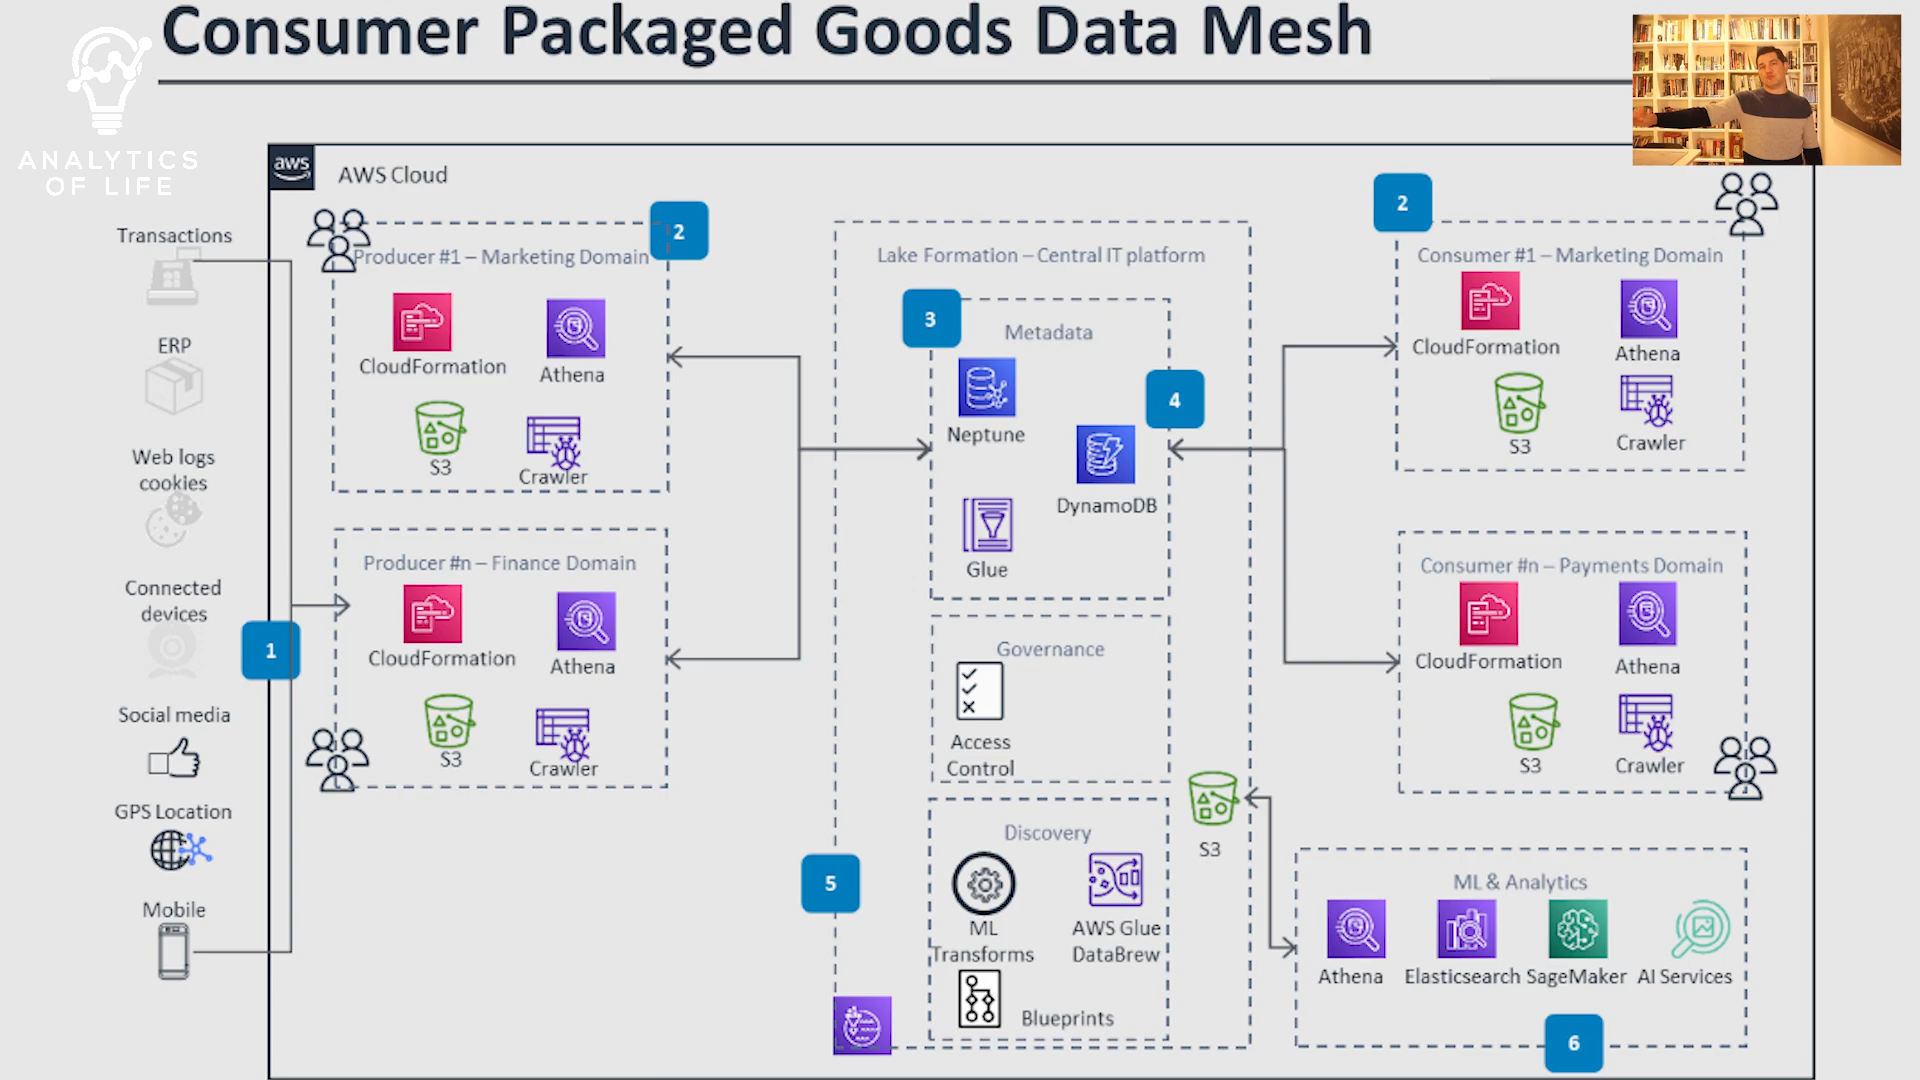 Consumer Packaged Goods Data Mesh
ANALYTICS
OF LIFE
aws
AWS Cloud
Transactions
ERP
Web logs
cookies
Connected
devices
1
Social media
GPS Location
Mobile
2
Producer #1 – Marketing Domain
CloudFormation
Athena
S3
Crawler
Producer #n – Finance Domain
CloudFormation
Athena
S3
Crawler
Lake Formation – Central IT platform
3
Metadata
Neptune
4
DynamoDB
Glue
Governance
Access
Control
5
Discovery
ML
Transforms
AWS Glue
DataBrew
Blueprints
S3
2
Consumer #1 – Marketing Domain
CloudFormation
Athena
S3
Crawler
Consumer #n – Payments Domain
CloudFormation
Athena
S3
Crawler
ML & Analytics
Athena
Elasticsearch
SageMaker
AI Services
6